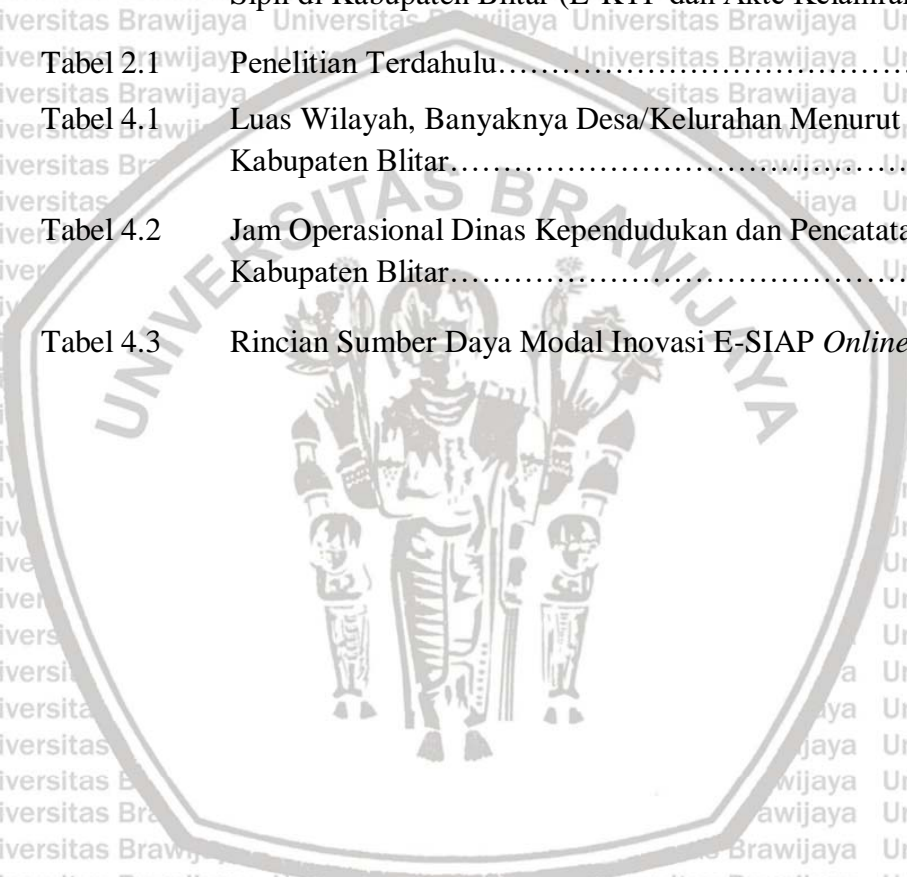 Sipil di Kabupaten Blitar (E-KTP dan Akte Kelahiran
Tabel 2.1 Penelitian Terdahulu……………………………………
Tabel 4.1 Luas Wilayah, Banyaknya Desa/Kelurahan Menurut
Kabupaten Blitar……………………………………
Tabel 4.2 Jam Operasional Dinas Kependudukan dan Pencatata
Kabupaten Blitar……………………………………
Tabel 4.3 Rincian Sumber Daya Modal Inovasi E-SIAP Online
UNIVERSITAS BRAWIJAYA